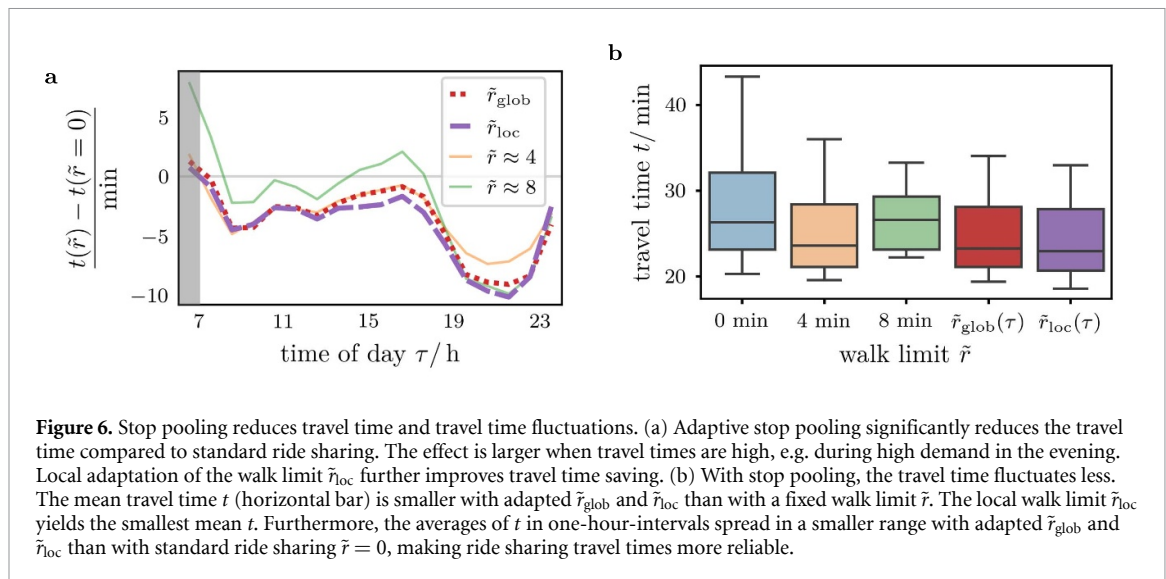 a
t(r̃) − t(r̃ = 0)
min
5
0
−5
−10
7 11 15 19 23
time of day τ/ h
r̃glob
r̃loc
r̃ ≈ 4
r̃ ≈ 8
b
travel time t/ min
40
30
20
0 min 4 min 8 min r̃glob(τ) r̃loc(τ)
walk limit r̃
Figure 6. Stop pooling reduces travel time and travel time fluctuations. (a) Adaptive stop pooling significantly reduces the travel
time compared to standard ride sharing. The effect is larger when travel times are high, e.g. during high demand in the evening.
Local adaptation of the walk limit r̃loc further improves travel time saving. (b) With stop pooling, the travel time fluctuates less.
The mean travel time t (horizontal bar) is smaller with adapted r̃glob and r̃loc than with a fixed walk limit r̃. The local walk limit r̃loc
yields the smallest mean t. Furthermore, the averages of t in one-hour-intervals spread in a smaller range with adapted r̃glob and
r̃loc than with standard ride sharing r̃ = 0, making ride sharing travel times more reliable.